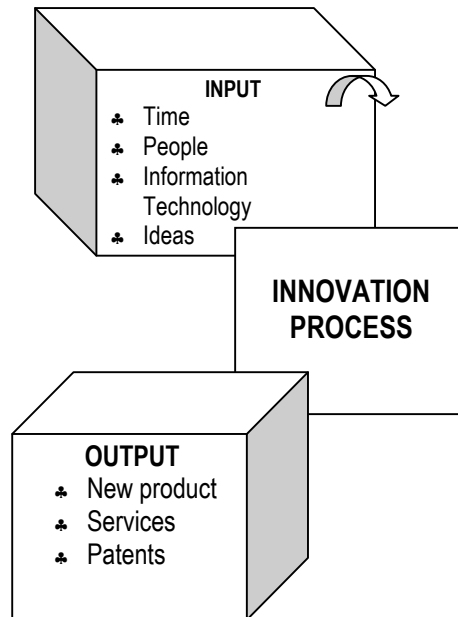 INPUT
♣ Time
♣ People
♣ Information
Technology
♣ Ideas
INNOVATION
PROCESS
OUTPUT
♣ New product
♣ Services
♣ Patents